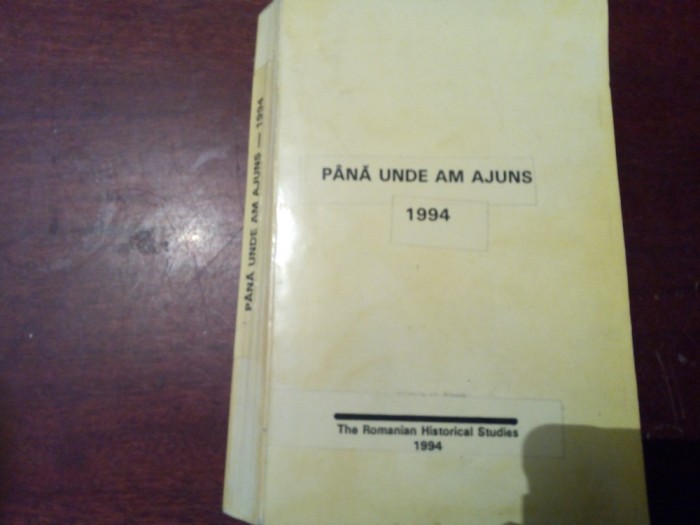 PÂNĂ UNDE AM AJUNS — 1994
PÂNĂ UNDE AM AJUNS
1994
The Romanian Historical Studies
1994